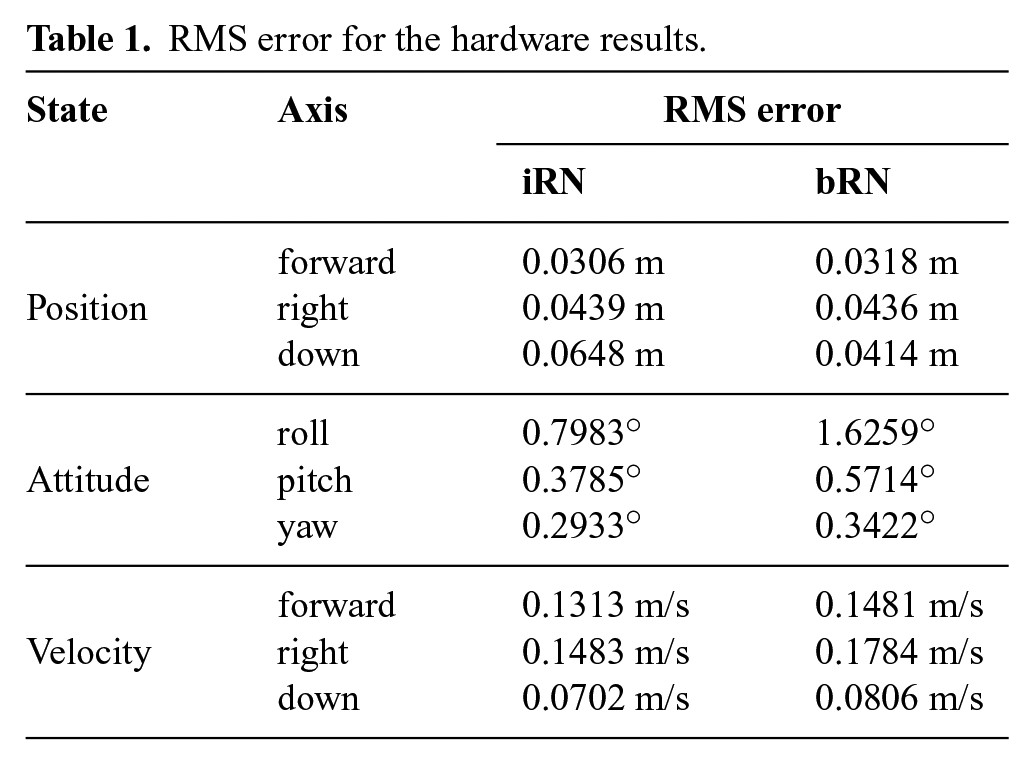 Table 1. RMS error for the hardware results.
State Axis RMS error
iRN bRN
forward 0.0306 m 0.0318 m
Position right 0.0439 m 0.0436 m
down 0.0648 m 0.0414 m
roll 0.7983° 1.6259°
Attitude pitch 0.3785° 0.5714°
yaw 0.2933° 0.3422°
forward 0.1313 m/s 0.1481 m/s
Velocity right 0.1483 m/s 0.1784 m/s
down 0.0702 m/s 0.0806 m/s